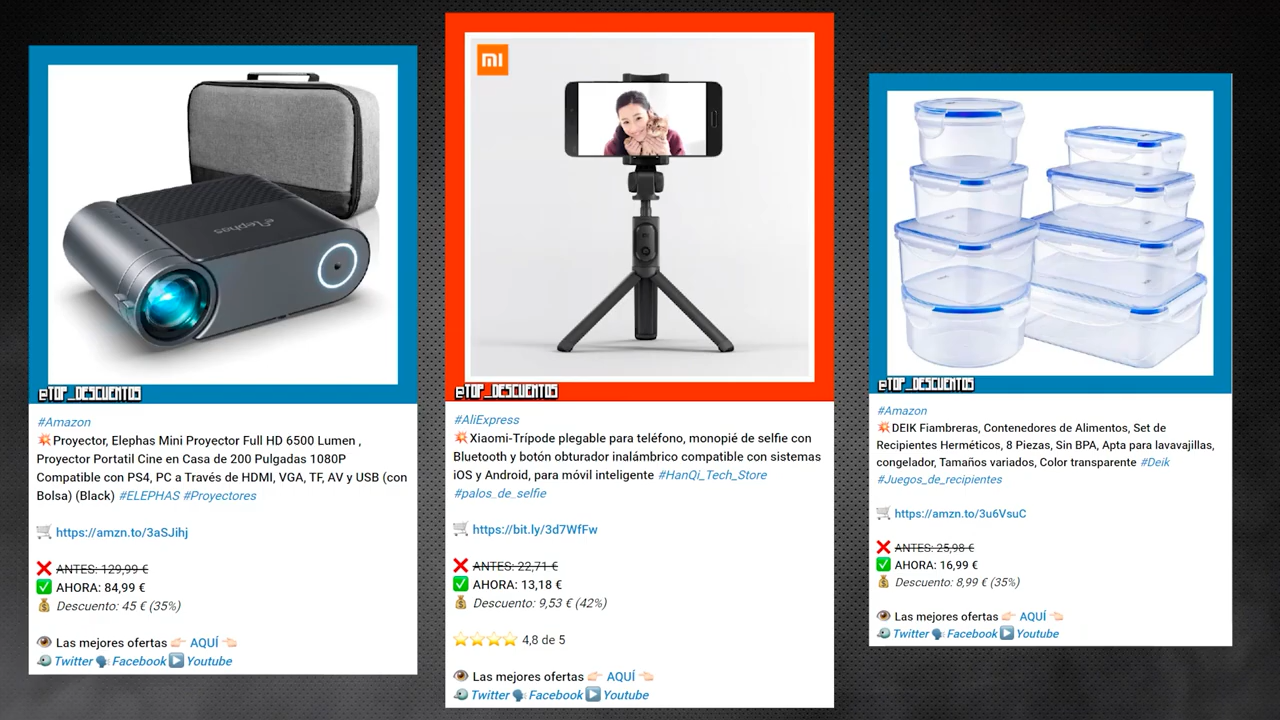 elephas
@TOP_DESCUENTOS
#Amazon
💥Proyector, Elephas Mini Proyector Full HD 6500 Lumen ,
Proyector Portatil Cine en Casa de 200 Pulgadas 1080P
Compatible con PS4, PC a Través de HDMI, VGA, TF, AV y USB (con
Bolsa) (Black) #ELEPHAS #Proyectores
🛒 https://amzn.to/3aSJihj
❌ ANTES: 129,99 €
✅ AHORA: 84,99 €
💰 Descuento: 45 € (35%)
👁 Las mejores ofertas 👉🏻 AQUÍ 👈🏻
Twitter 🗣Facebook ▶️Youtube
mi
@TOP_DESCUENTOS
#AliExpress
💥Xiaomi-Trípode plegable para teléfono, monopié de selfie con
Bluetooth y botón obturador inalámbrico compatible con sistemas
iOS y Android, para móvil inteligente #HanQi_Tech_Store
#palos_de_selfie
🛒 https://bit.ly/3d7WfFw
❌ ANTES: 22,71 €
✅ AHORA: 13,18 €
💰 Descuento: 9,53 € (42%)
⭐⭐⭐⭐ 4,8 de 5
👁 Las mejores ofertas 👉🏻 AQUÍ 👈🏻
Twitter 🗣Facebook ▶️Youtube
@TOP_DESCUENTOS
#Amazon
💥DEIK Fiambreras, Contenedores de Alimentos, Set de
Recipientes Herméticos, 8 Piezas, Sin BPA, Apta para lavavajillas,
congelador, Tamaños variados, Color transparente #Deik
#Juegos_de_recipientes
🛒 https://amzn.to/3u6VsuC
❌ ANTES: 25,98 €
✅ AHORA: 16,99 €
💰 Descuento: 8,99 € (35%)
👁 Las mejores ofertas 👉🏻 AQUÍ 👈🏻
Twitter 🗣Facebook ▶️Youtube